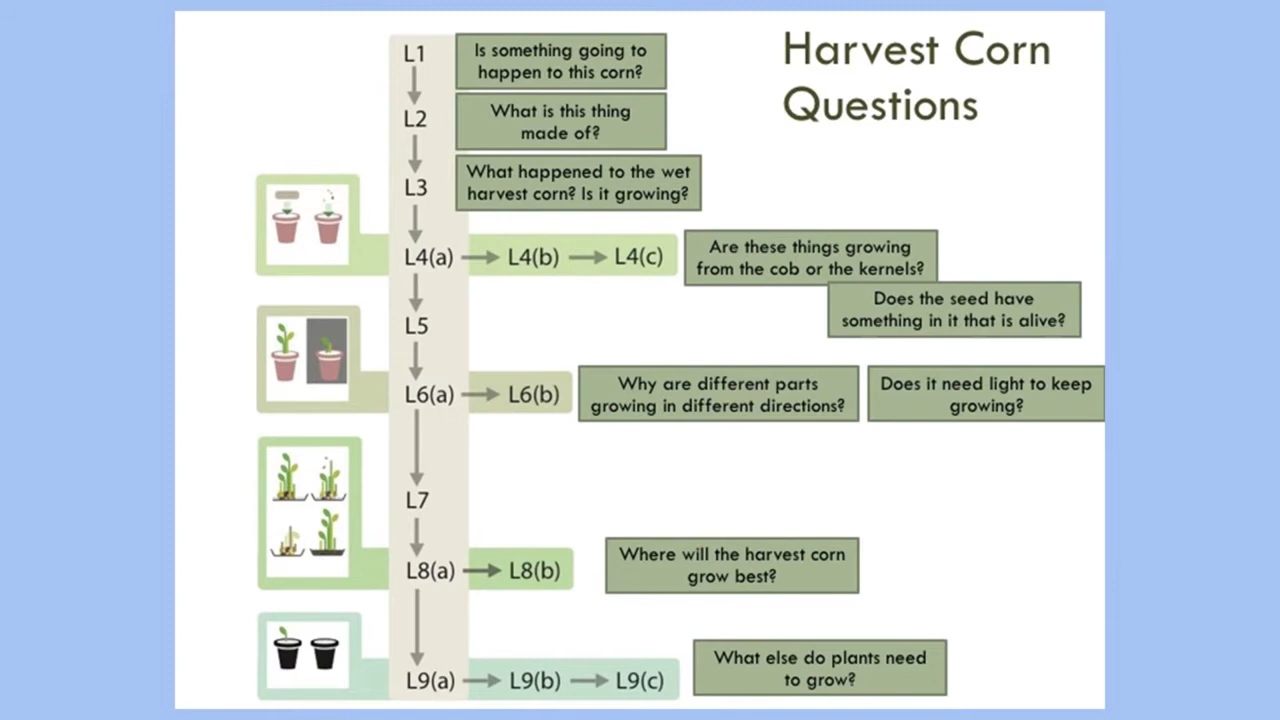 Harvest Corn
Questions
L1
Is something going to
happen to this corn?
L2
What is this thing
made of?
L3
What happened to the wet
harvest corn? Is it growing?
L4(a)
L4(b)
L4(c)
Are these things growing
from the cob or the kernels?
Does the seed have
something in it that is alive?
L5
L6(a)
L6(b)
Why are different parts
growing in different directions?
Does it need light to keep
growing?
L7
L8(a)
L8(b)
Where will the harvest corn
grow best?
L9(a)
L9(b)
L9(c)
What else do plants need
to grow?